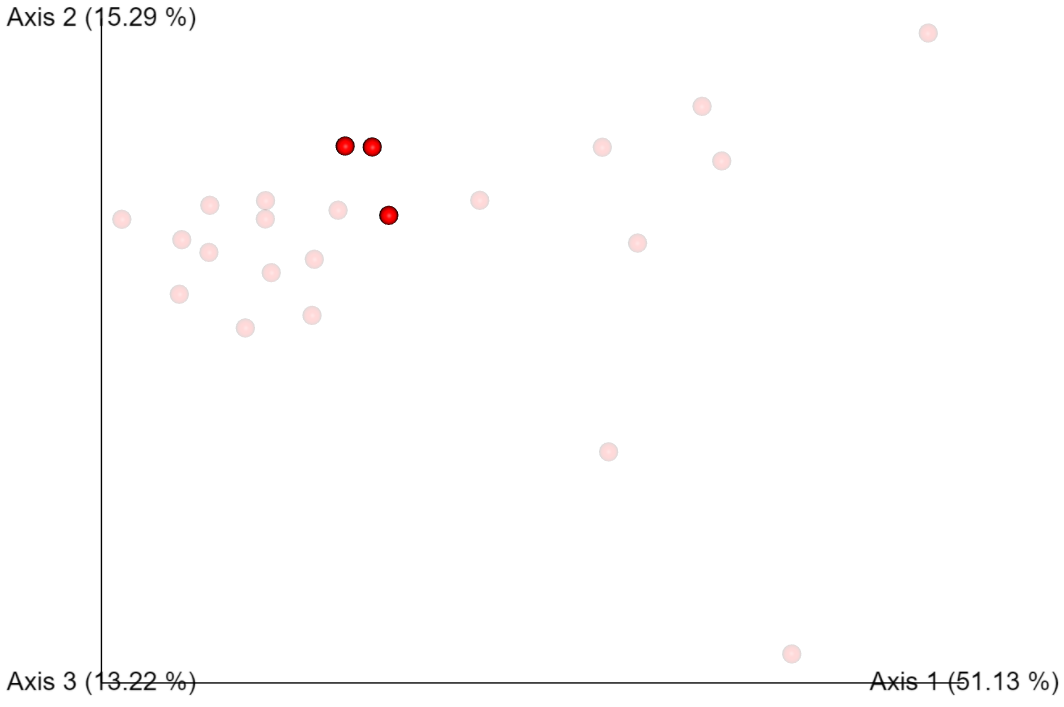 Axis 2 (15.29 %)
Axis 3 (13.22 %)
Axis 1 (51.13 %)